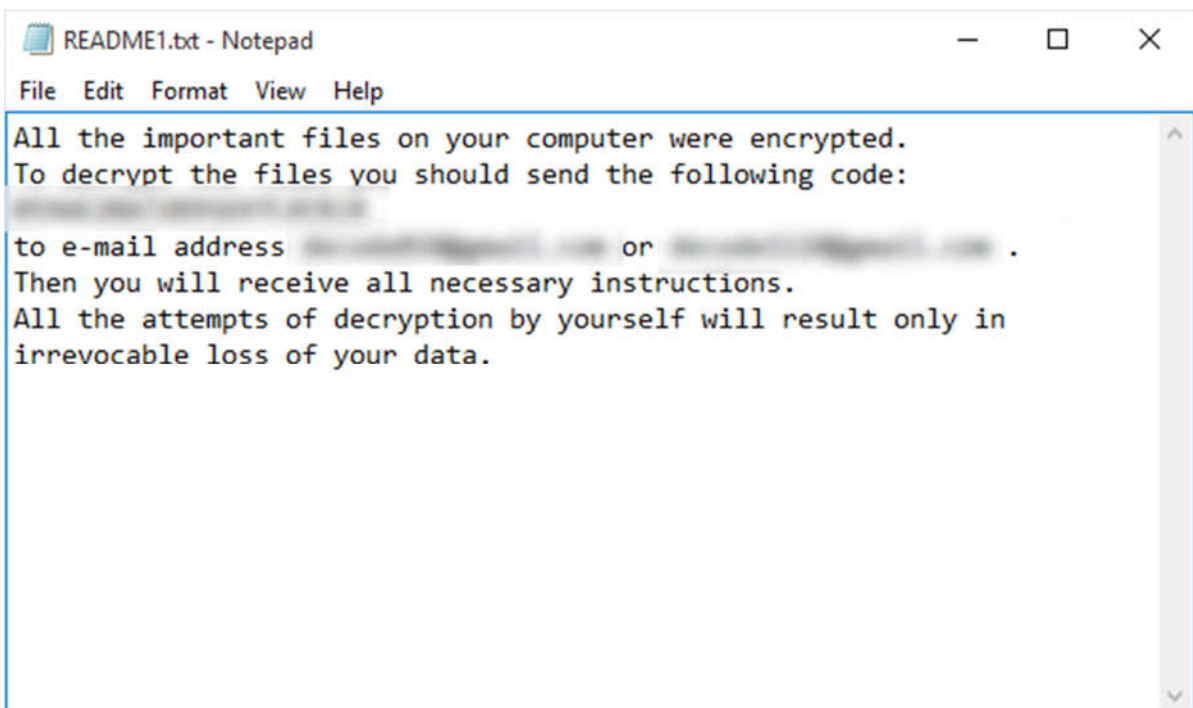 README1.txt - Notepad
File Edit Format View Help
All the important files on your computer were encrypted.
To decrypt the files you should send the following code:
to e-mail address or .
Then you will receive all necessary instructions.
All the attempts of decryption by yourself will result only in
irrevocable loss of your data.